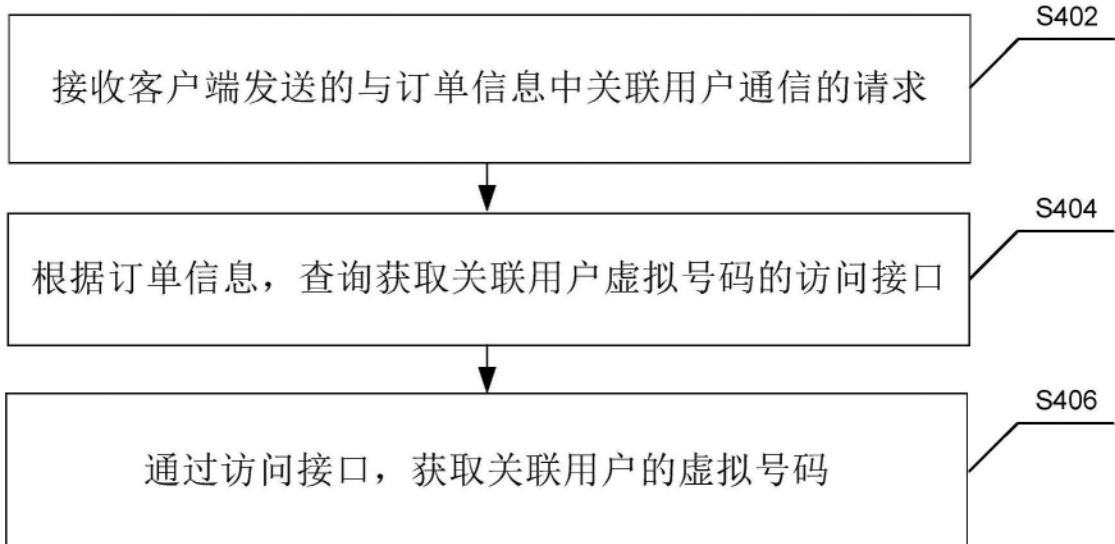 S402
接收客户端发送的与订单信息中关联用户通信的请求
S404
根据订单信息，查询获取关联用户虚拟号码的访问接口
S406
通过访问接口，获取关联用户的虚拟号码